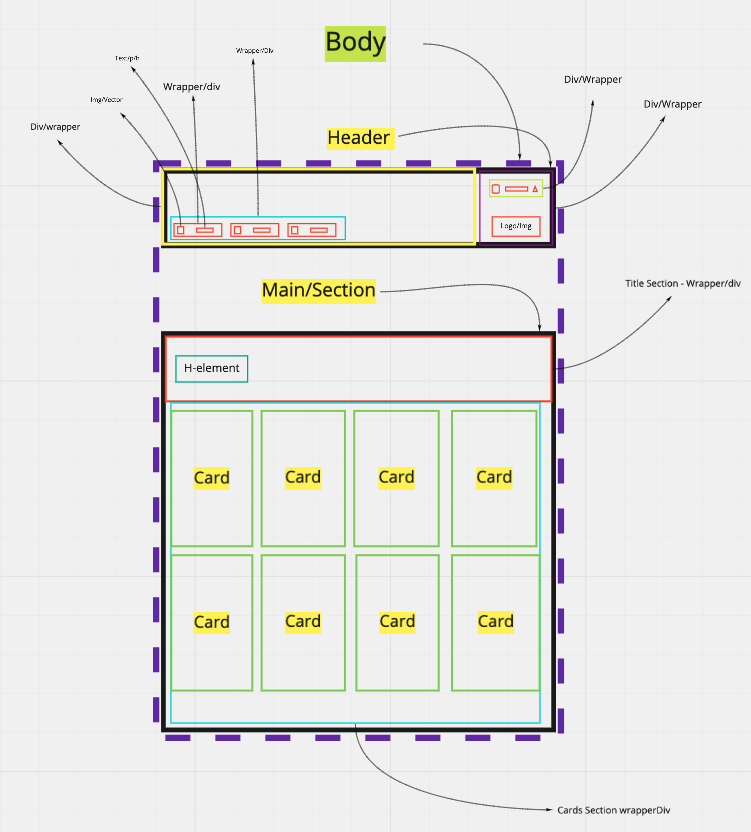 Body
Wrapper/Div
Text/p/h
Wrapper/div
Div/Wrapper
Img/Vector
Div/Wrapper
Div/wrapper
Header
Logo/Img
Main/Section
Title Section - Wrapper/div
H-element
Card Card Card Card
Card Card Card Card
Cards Section wrapperDiv